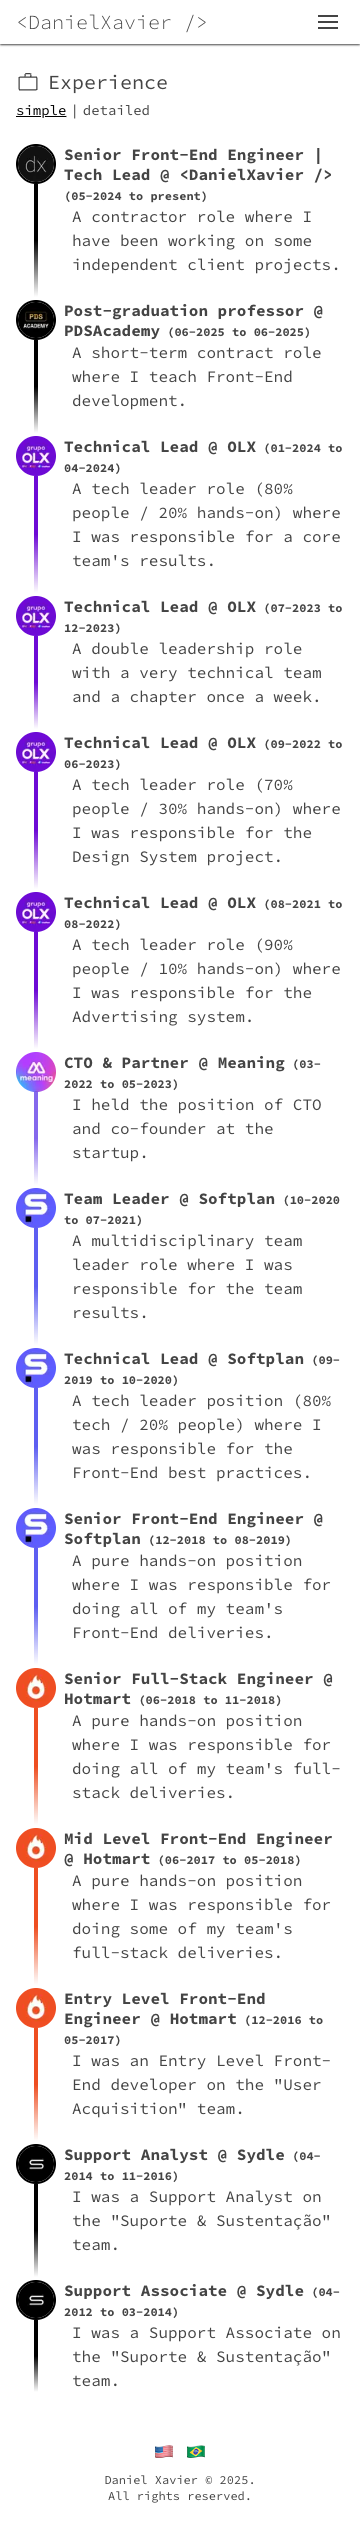 <DanielXavier />
Experience
simple | detailed
dx
Senior Front-End Engineer |
Tech Lead @ <DanielXavier />
(05-2024 to present)
A contractor role where I
have been working on some
independent client projects.
PDS
ACADEMY
Post-graduation professor @
PDSAcademy (06-2025 to 06-2025)
A short-term contract role
where I teach Front-End
development.
grupo
OLX
Technical Lead @ OLX (01-2024 to
04-2024)
A tech leader role (80%
people / 20% hands-on) where
I was responsible for a core
team's results.
grupo
OLX
Technical Lead @ OLX (07-2023 to
12-2023)
A double leadership role
with a very technical team
and a chapter once a week.
grupo
OLX
Technical Lead @ OLX (09-2022 to
06-2023)
A tech leader role (70%
people / 30% hands-on) where
I was responsible for the
Design System project.
grupo
OLX
Technical Lead @ OLX (08-2021 to
08-2022)
A tech leader role (90%
people / 10% hands-on) where
I was responsible for the
Advertising system.
meaning
CTO & Partner @ Meaning (03-
2022 to 05-2023)
I held the position of CTO
and co-founder at the
startup.
Team Leader @ Softplan (10-2020
to 07-2021)
A multidisciplinary team
leader role where I was
responsible for the team
results.
Technical Lead @ Softplan (09-
2019 to 10-2020)
A tech leader position (80%
tech / 20% people) where I
was responsible for the
Front-End best practices.
Senior Front-End Engineer @
Softplan (12-2018 to 08-2019)
A pure hands-on position
where I was responsible for
doing all of my team's
Front-End deliveries.
Senior Full-Stack Engineer @
Hotmart (06-2018 to 11-2018)
A pure hands-on position
where I was responsible for
doing all of my team's full-
stack deliveries.
Mid Level Front-End Engineer
@ Hotmart (06-2017 to 05-2018)
A pure hands-on position
where I was responsible for
doing some of my team's
full-stack deliveries.
Entry Level Front-End
Engineer @ Hotmart (12-2016 to
05-2017)
I was an Entry Level Front-
End developer on the "User
Acquisition" team.
Support Analyst @ Sydle (04-
2014 to 11-2016)
I was a Support Analyst on
the "Suporte & Sustentação"
team.
Support Associate @ Sydle (04-
2012 to 03-2014)
I was a Support Associate on
the "Suporte & Sustentação"
team.
Daniel Xavier © 2025.
All rights reserved.